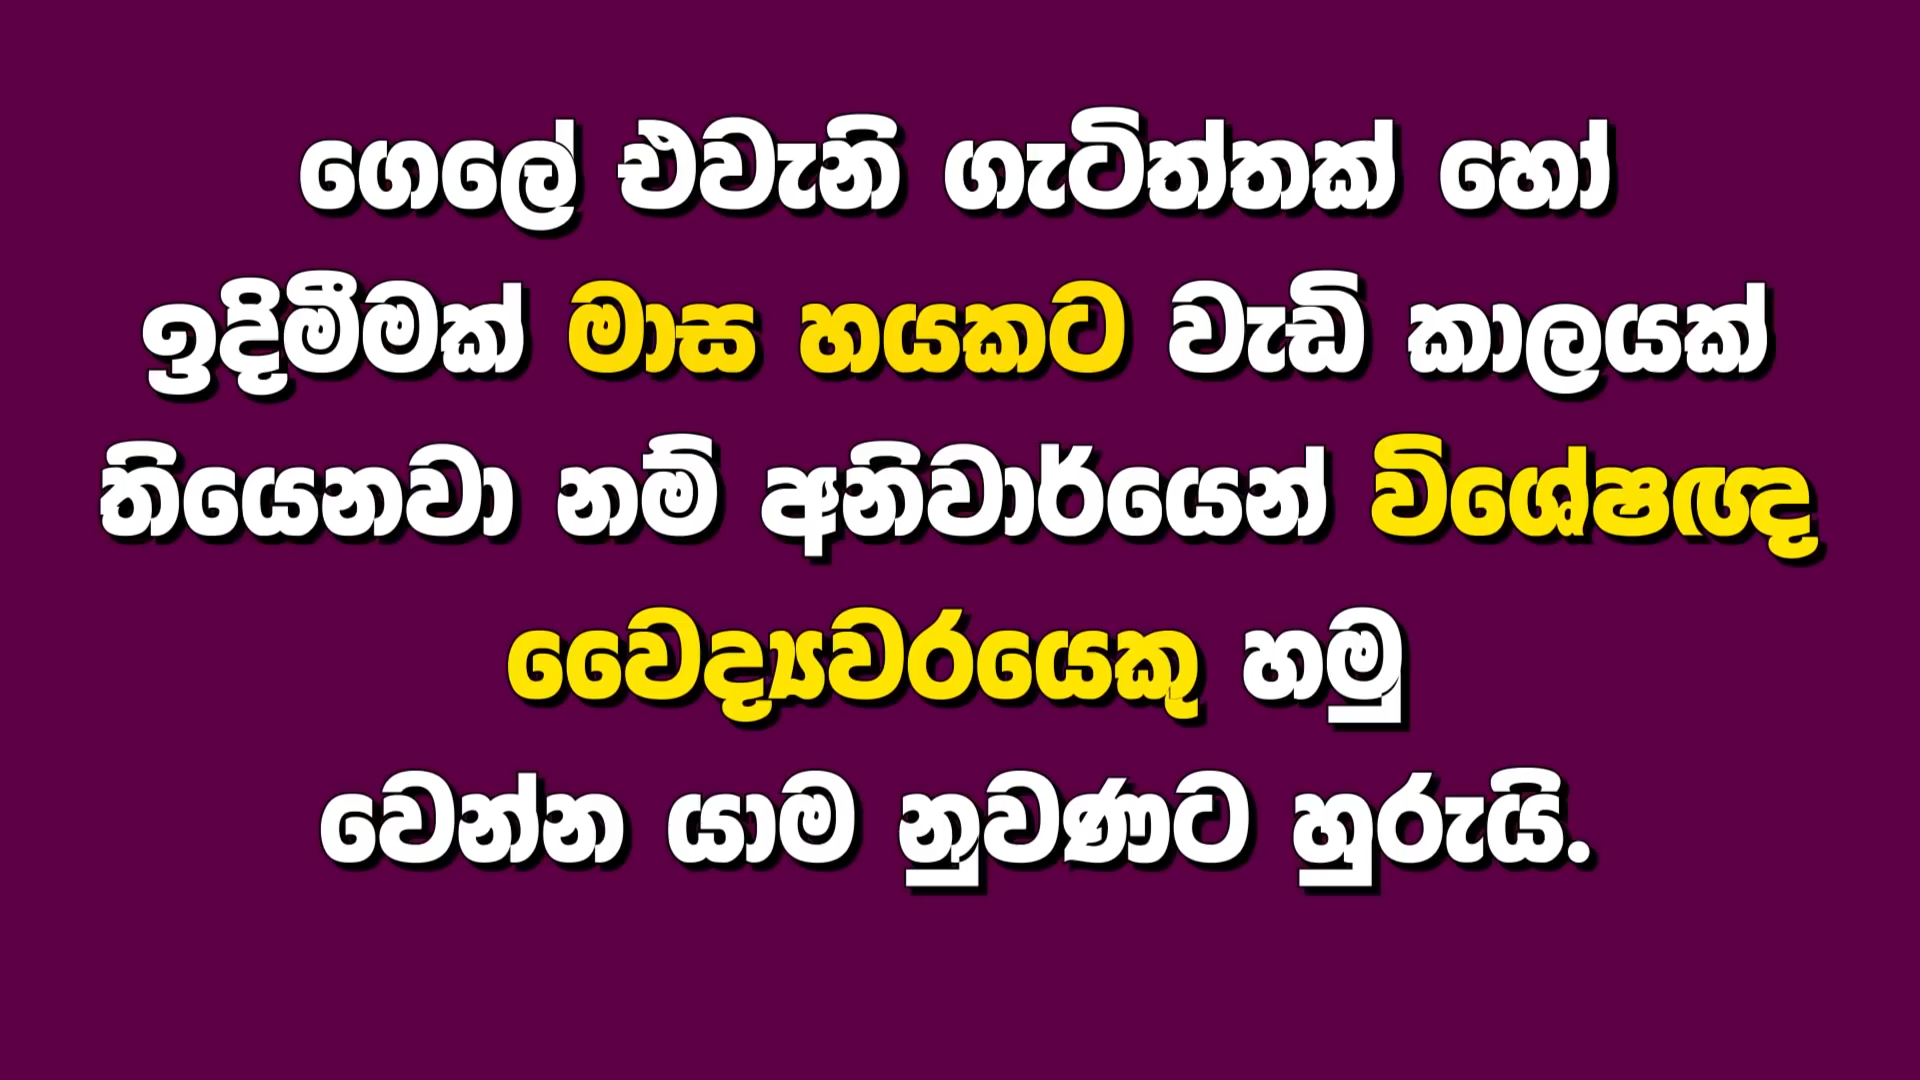 ගෙලේ එවැනි ගැටිත්තක් හෝ
ඉදිමීමක් මාස හයකට වැඩි කාලයක්
තියෙනවා නම් අනිවාර්යෙන් විශේෂඥ
වෛද්‍යවරයෙකු හමු
වෙන්න යාම නුවණට හුරුයි.